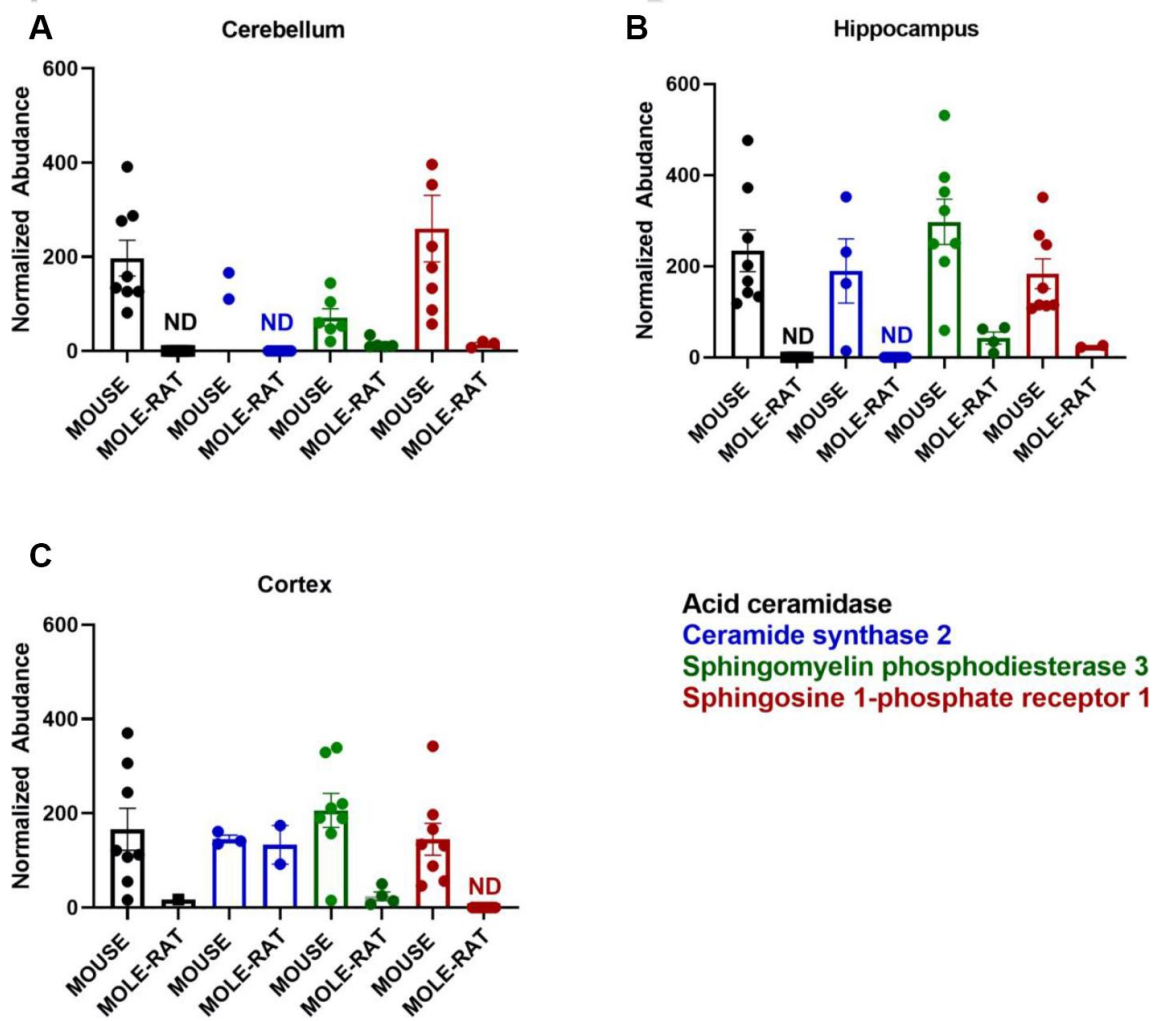 A
Cerebellum
Normalized Abudance
600
400
200
0
ND
ND
MOUSE
MOLE-RAT
MOUSE
MOLE-RAT
MOUSE
MOLE-RAT
MOUSE
MOLE-RAT
B
Hippocampus
Normalized Abudance
600
400
200
0
ND
ND
MOUSE
MOLE-RAT
MOUSE
MOLE-RAT
MOUSE
MOLE-RAT
MOUSE
MOLE-RAT
C
Cortex
Normalized Abudance
600
400
200
0
ND
MOUSE
MOLE-RAT
MOUSE
MOLE-RAT
MOUSE
MOLE-RAT
MOUSE
MOLE-RAT
Acid ceramidase
Ceramide synthase 2
Sphingomyelin phosphodiesterase 3
Sphingosine 1-phosphate receptor 1